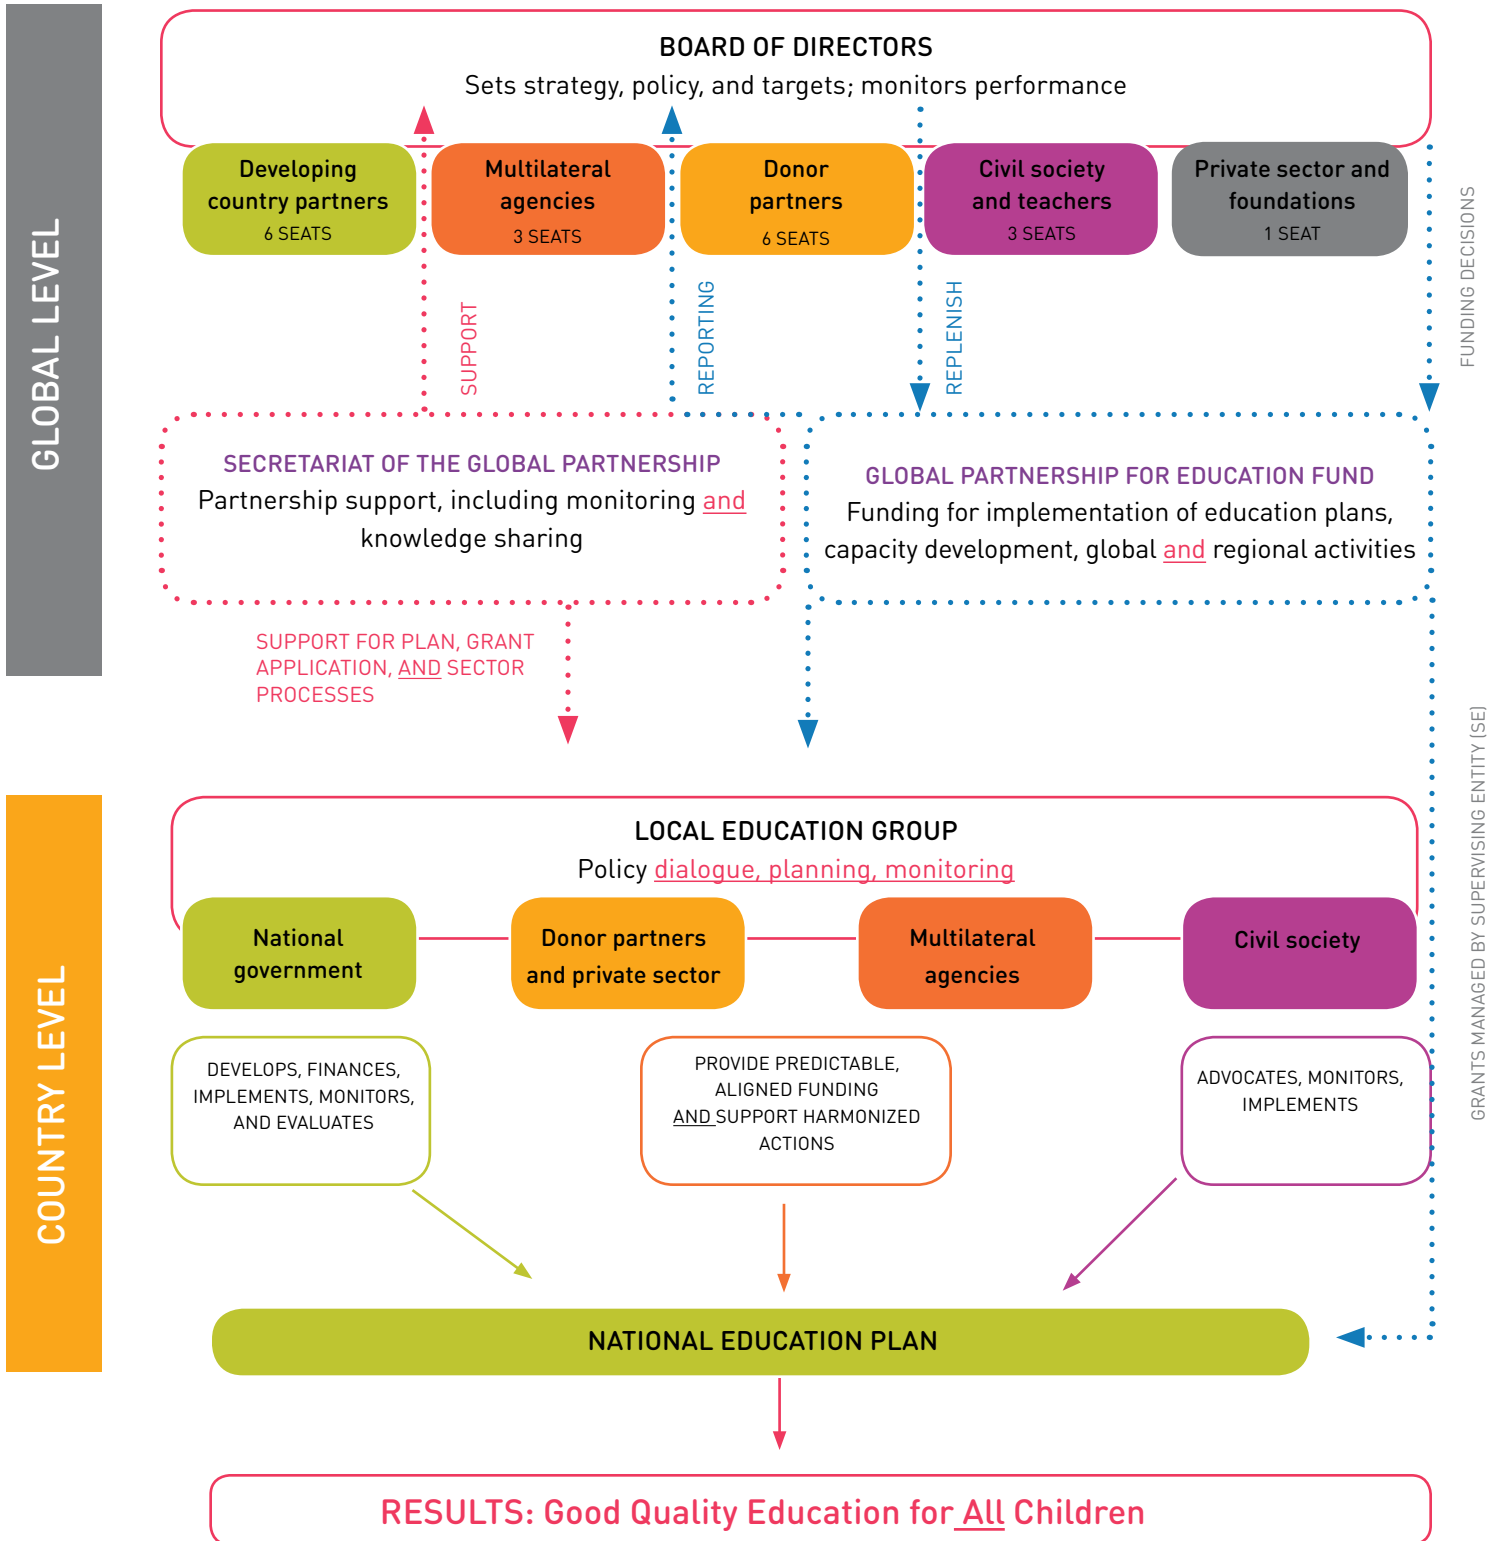 GLOBAL LEVEL
BOARD OF DIRECTORS
Sets strategy, policy, and targets; monitors performance
Developing
country partners
6 SEATS
Multilateral
agencies
3 SEATS
Donor
partners
6 SEATS
Civil society
and teachers
3 SEATS
Private sector and
foundations
1 SEAT
SUPPORT
REPORTING
REPLENISH
FUNDING DECISIONS
SECRETARIAT OF THE GLOBAL PARTNERSHIP
Partnership support, including monitoring and
knowledge sharing
GLOBAL PARTNERSHIP FOR EDUCATION FUND
Funding for implementation of education plans,
capacity development, global and regional activities
SUPPORT FOR PLAN, GRANT
APPLICATION, AND SECTOR
PROCESSES
GRANTS MANAGED BY SUPERVISING ENTITY (SE)
COUNTRY LEVEL
LOCAL EDUCATION GROUP
Policy dialogue, planning, monitoring
National
government
Donor partners
and private sector
Multilateral
agencies
Civil society
DEVELOPS, FINANCES,
IMPLEMENTS, MONITORS,
AND EVALUATES
PROVIDE PREDICTABLE,
ALIGNED FUNDING
AND SUPPORT HARMONIZED
ACTIONS
ADVOCATES, MONITORS,
IMPLEMENTS
NATIONAL EDUCATION PLAN
RESULTS: Good Quality Education for All Children